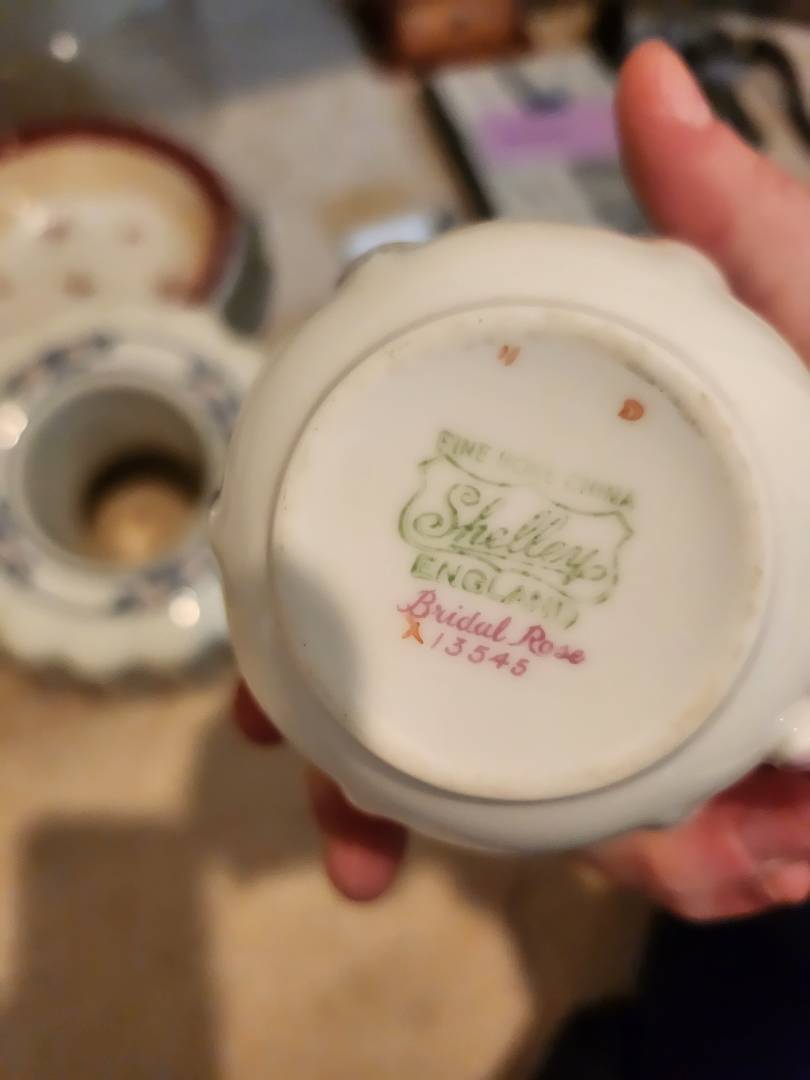 N
D
FINE BONE CHINA
Shelley
ENGLAND
Bridal Rose
A 13545